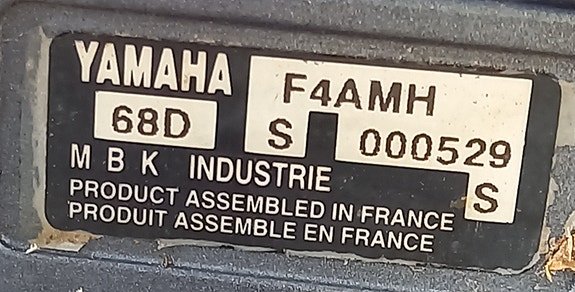 YAMAHA F4AMH
68D S 000529
M B K INDUSTRIE S
PRODUCT ASSEMBLED IN FRANCE
PRODUIT ASSEMBLE EN FRANCE